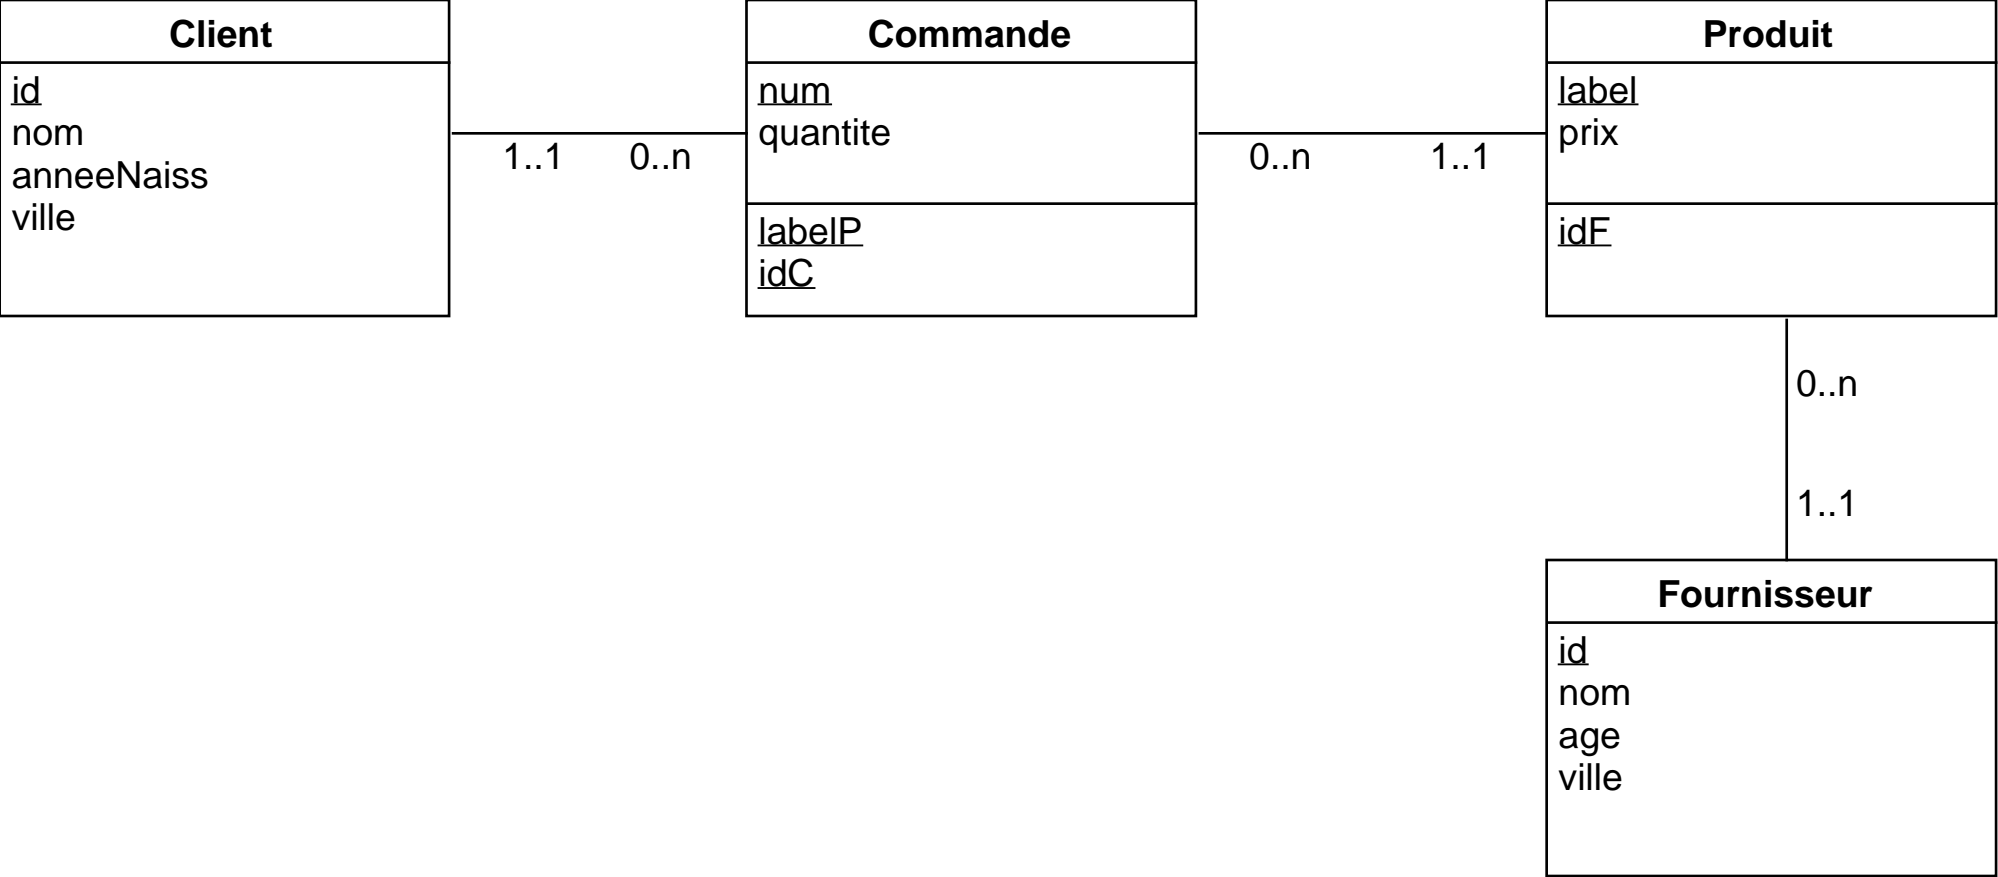 Client
id
nom
anneeNaiss
ville
1..1
0..n
Commande
num
quantite
labelP
idC
0..n
1..1
Produit
label
prix
idF
0..n
1..1
Fournisseur
id
nom
age
ville